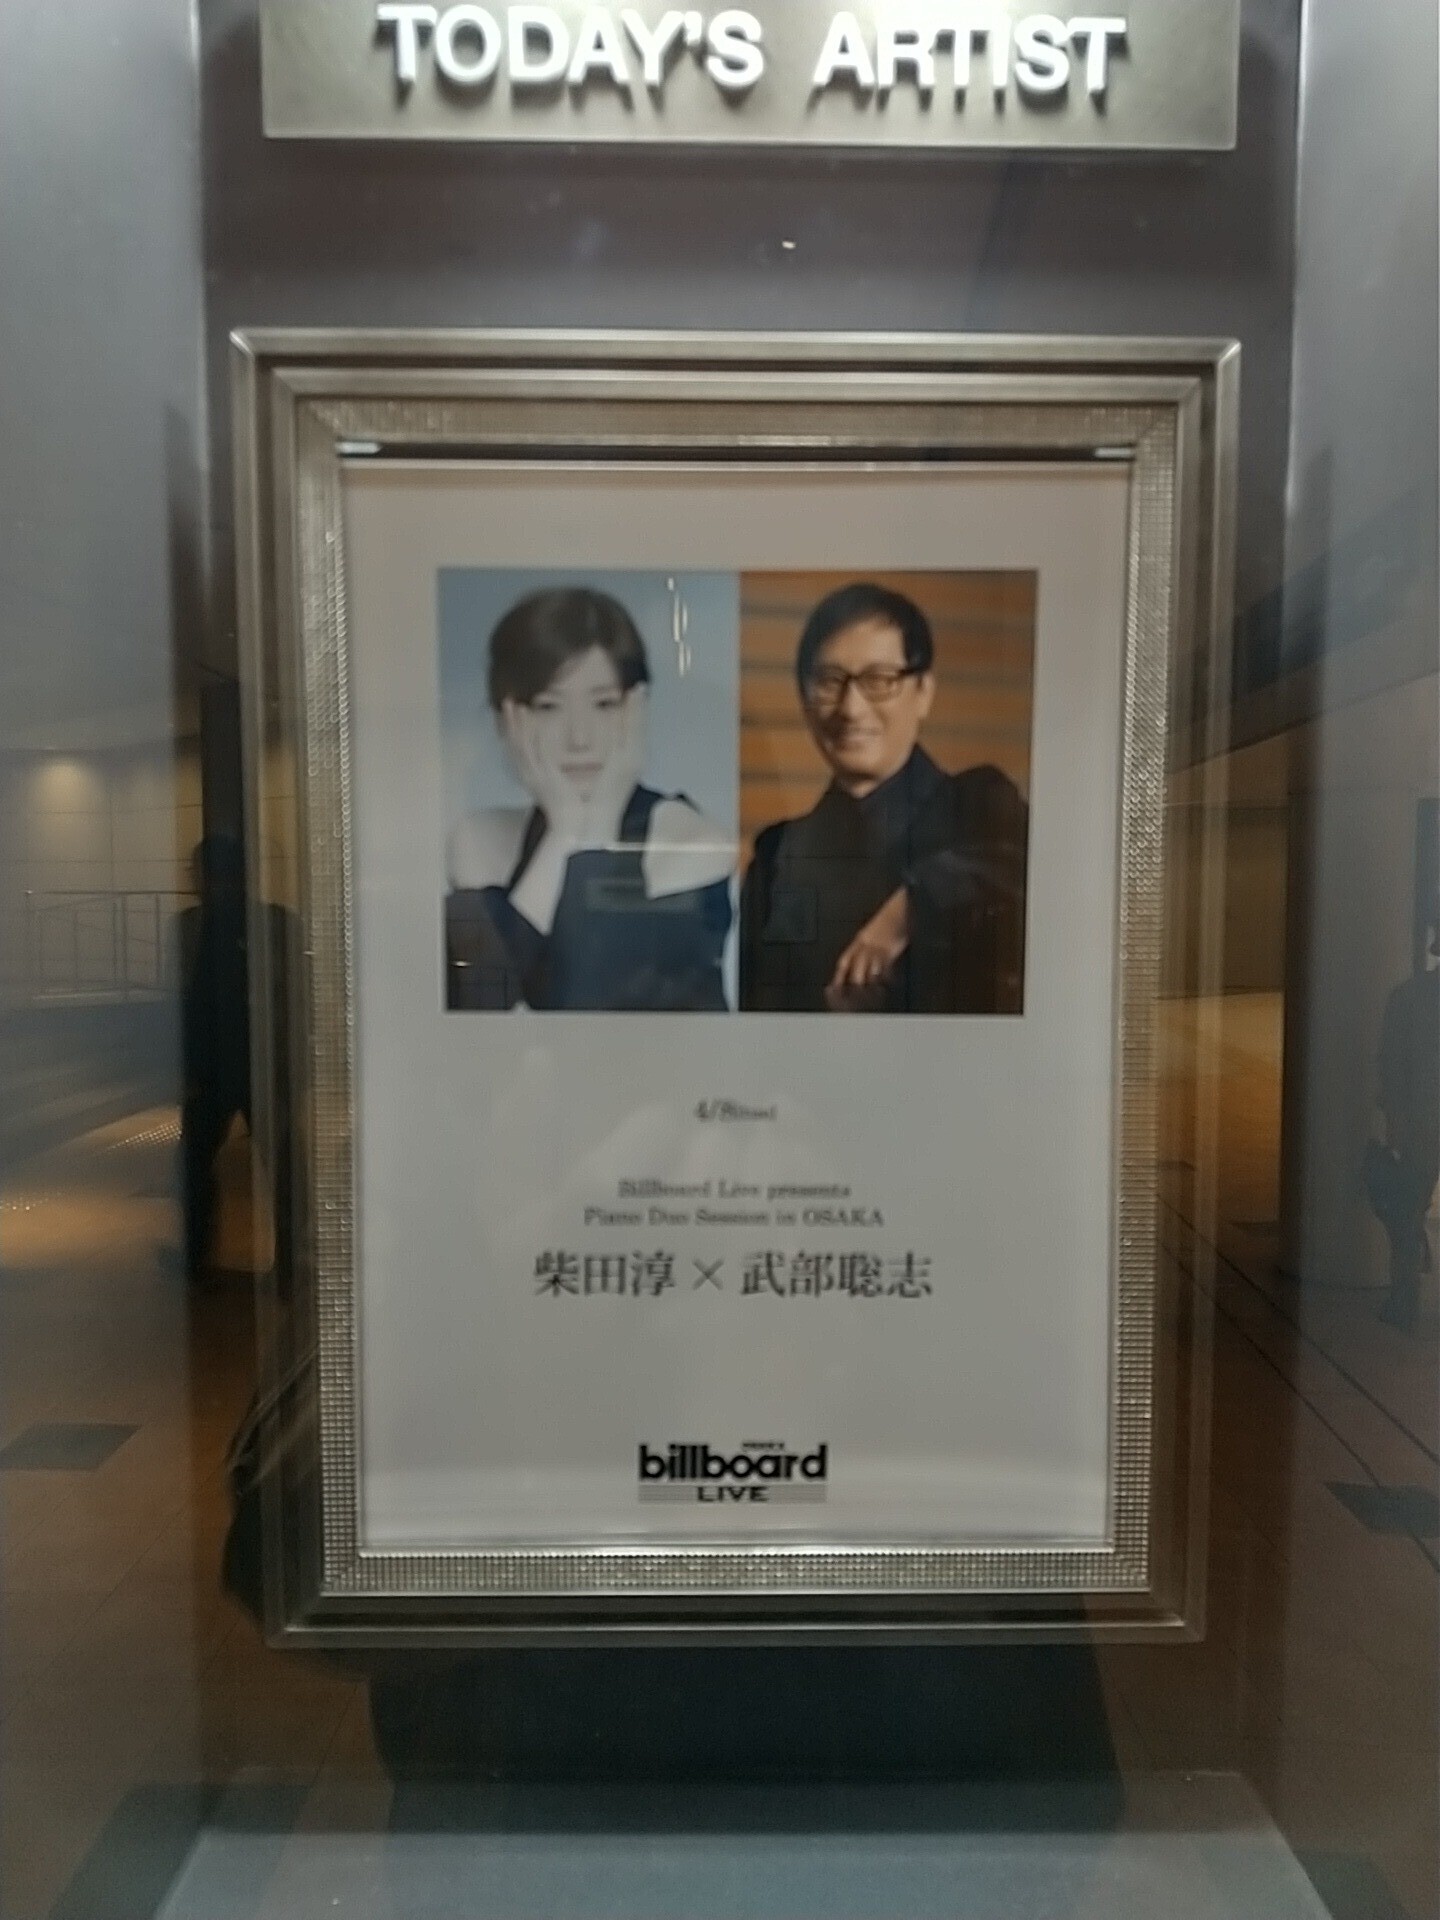 TODAY'S ARTIST
Billboard Live presents
Piano Duo Session in OSAKA
柴田淳 × 武部聡志
billboard
LIVE